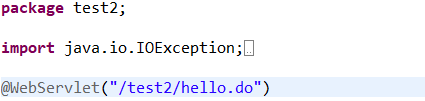 package test2;
import java.io.IOException;
@WebServlet("/test2/hello.do")